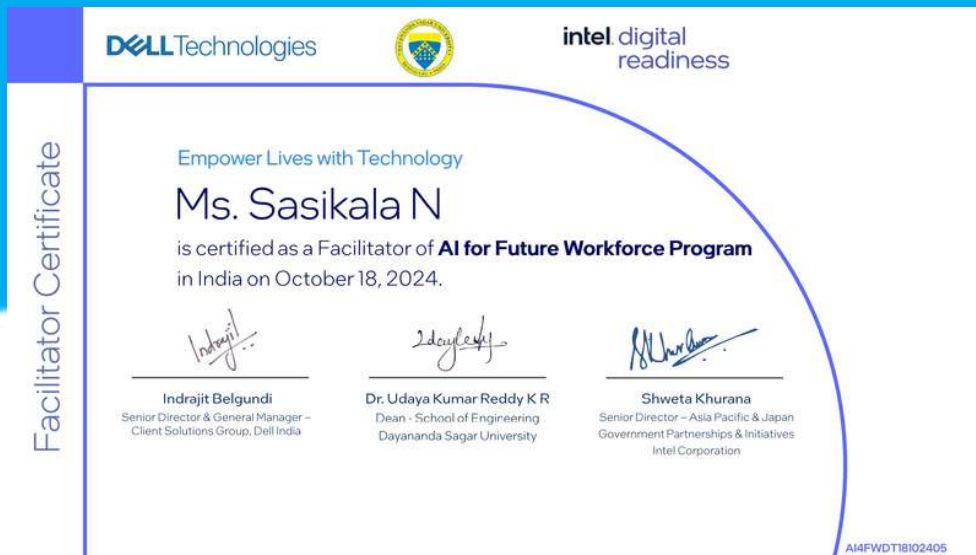 DELLTechnologies
intel. digital
readiness
Facilitator Certificate
Empower Lives with Technology
Ms. Sasikala N
is certified as a Facilitator of AI for Future Workforce Program
in India on October 18, 2024.
Indrajit
Indrajit Belgundi
Senior Director & General Manager –
Client Solutions Group, Dell India
Dr. Udaya Kumar Reddy K R
Dean - School of Engineering
Dayananda Sagar University
Shweta Khurana
Senior Director – Asia Pacific & Japan
Government Partnerships & Initiatives
Intel Corporation
AI4FWDT18102405